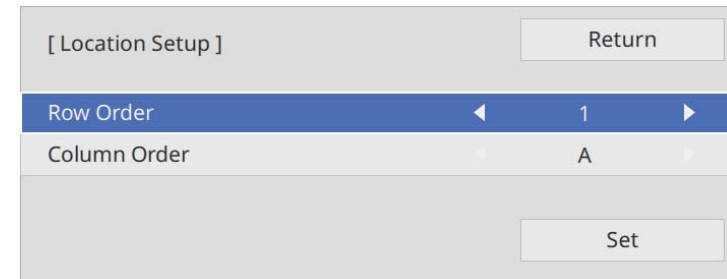 [ Location Setup ]
Return
Row Order 1
Column Order A
Set